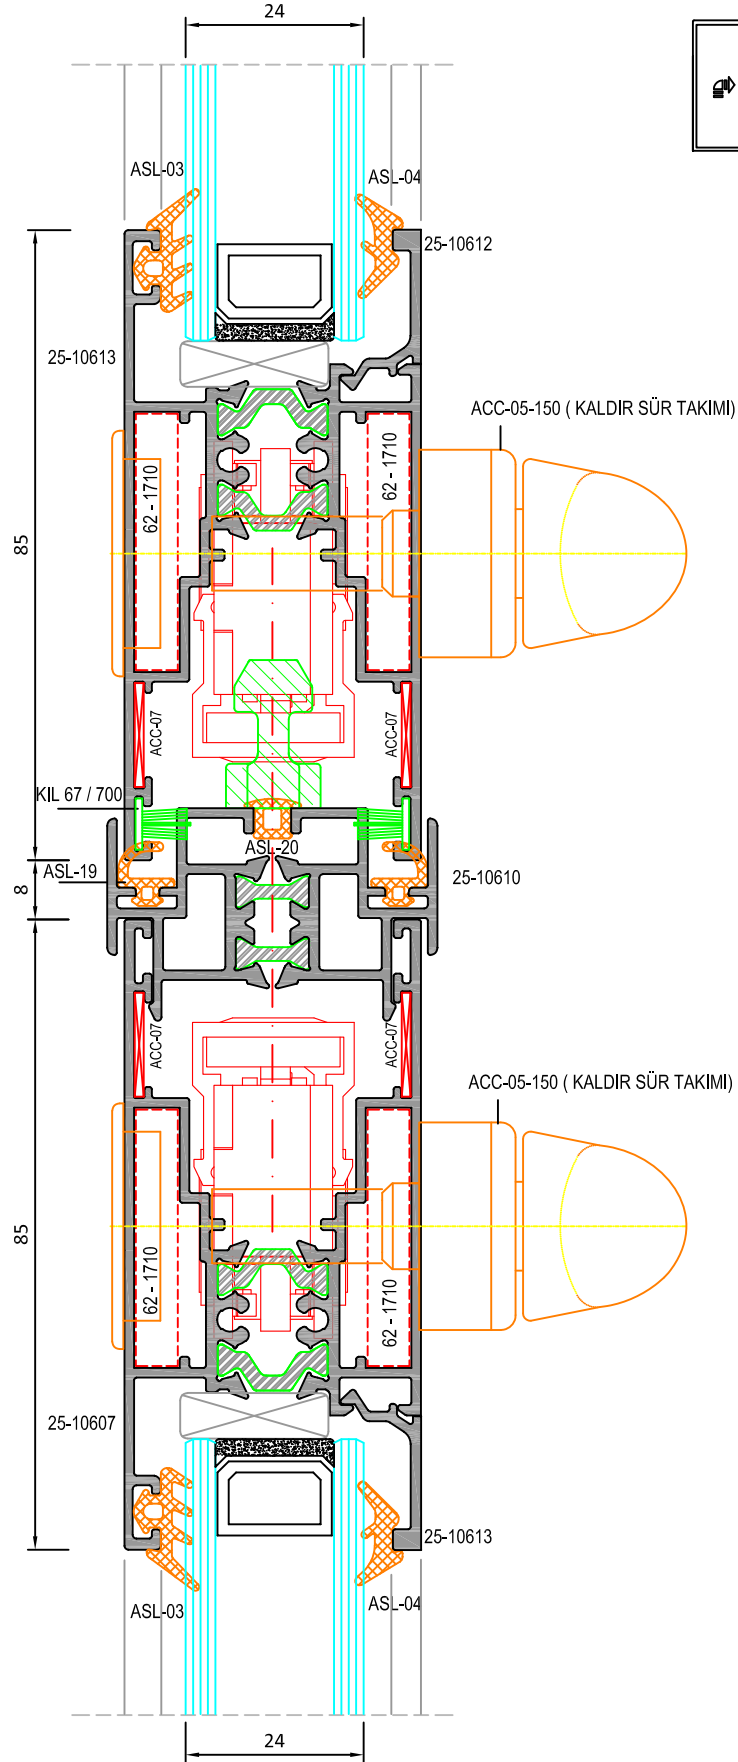 24
ASL-03
ASL-04
25-10612
25-10613
ACC-05-150 ( KALDIR SÜR TAKIMI)
62 - 1710
62 - 1710
85
ACC-07
ACC-07
KIL 67 / 700
ASL-20
ASL-19
25-10610
8
ACC-07
ACC-07
ACC-05-150 ( KALDIR SÜR TAKIMI)
85
62 - 1710
62 - 1710
25-10607
25-10613
ASL-03
ASL-04
24